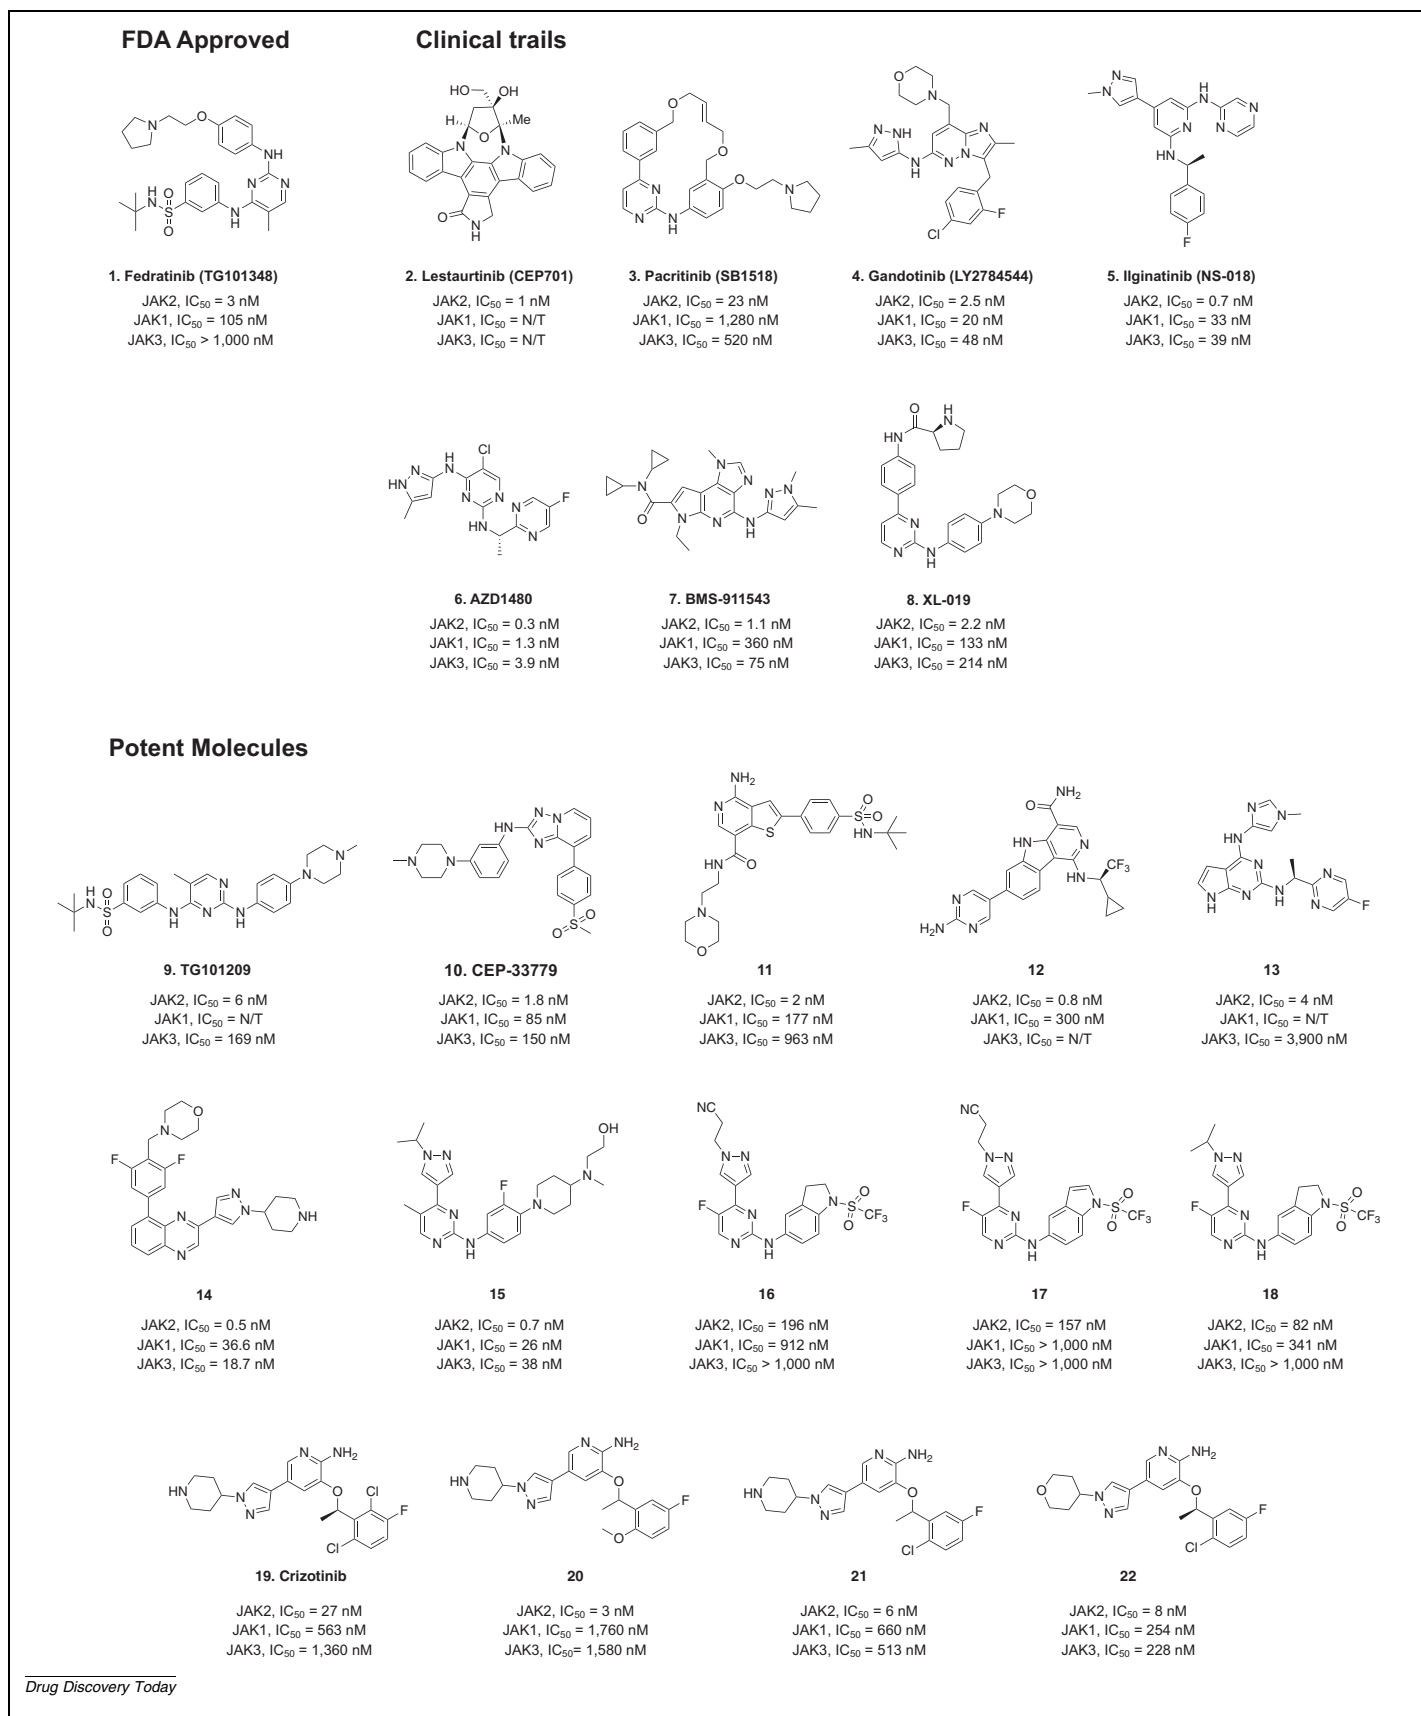 FDA Approved
Clinical trails
1. Fedratinib (TG101348)
JAK2, IC₅₀ = 3 nM
JAK1, IC₅₀ = 105 nM
JAK3, IC₅₀ > 1,000 nM
2. Lestaurtinib (CEP701)
JAK2, IC₅₀ = 1 nM
JAK1, IC₅₀ = N/T
JAK3, IC₅₀ = N/T
3. Pacritinib (SB1518)
JAK2, IC₅₀ = 23 nM
JAK1, IC₅₀ = 1,280 nM
JAK3, IC₅₀ = 520 nM
4. Gandotinib (LY2784544)
JAK2, IC₅₀ = 2.5 nM
JAK1, IC₅₀ = 20 nM
JAK3, IC₅₀ = 48 nM
5. Ilginatinib (NS-018)
JAK2, IC₅₀ = 0.7 nM
JAK1, IC₅₀ = 33 nM
JAK3, IC₅₀ = 39 nM
6. AZD1480
JAK2, IC₅₀ = 0.3 nM
JAK1, IC₅₀ = 1.3 nM
JAK3, IC₅₀ = 3.9 nM
7. BMS-911543
JAK2, IC₅₀ = 1.1 nM
JAK1, IC₅₀ = 360 nM
JAK3, IC₅₀ = 75 nM
8. XL-019
JAK2, IC₅₀ = 2.2 nM
JAK1, IC₅₀ = 133 nM
JAK3, IC₅₀ = 214 nM
Potent Molecules
9. TG101209
JAK2, IC₅₀ = 6 nM
JAK1, IC₅₀ = N/T
JAK3, IC₅₀ = 169 nM
10. CEP-33779
JAK2, IC₅₀ = 1.8 nM
JAK1, IC₅₀ = 85 nM
JAK3, IC₅₀ = 150 nM
11
JAK2, IC₅₀ = 2 nM
JAK1, IC₅₀ = 177 nM
JAK3, IC₅₀ = 963 nM
12
JAK2, IC₅₀ = 0.8 nM
JAK1, IC₅₀ = 300 nM
JAK3, IC₅₀ = N/T
13
JAK2, IC₅₀ = 4 nM
JAK1, IC₅₀ = N/T
JAK3, IC₅₀ = 3,900 nM
14
JAK2, IC₅₀ = 0.5 nM
JAK1, IC₅₀ = 36.6 nM
JAK3, IC₅₀ = 18.7 nM
15
JAK2, IC₅₀ = 0.7 nM
JAK1, IC₅₀ = 26 nM
JAK3, IC₅₀ = 38 nM
16
JAK2, IC₅₀ = 196 nM
JAK1, IC₅₀ = 912 nM
JAK3, IC₅₀ > 1,000 nM
17
JAK2, IC₅₀ = 157 nM
JAK1, IC₅₀ > 1,000 nM
JAK3, IC₅₀ > 1,000 nM
18
JAK2, IC₅₀ = 82 nM
JAK1, IC₅₀ = 341 nM
JAK3, IC₅₀ > 1,000 nM
19. Crizotinib
JAK2, IC₅₀ = 27 nM
JAK1, IC₅₀ = 563 nM
JAK3, IC₅₀ = 1,360 nM
20
JAK2, IC₅₀ = 3 nM
JAK1, IC₅₀ = 1,760 nM
JAK3, IC₅₀= 1,580 nM
21
JAK2, IC₅₀ = 6 nM
JAK1, IC₅₀ = 660 nM
JAK3, IC₅₀ = 513 nM
22
JAK2, IC₅₀ = 8 nM
JAK1, IC₅₀ = 254 nM
JAK3, IC₅₀ = 228 nM
Drug Discovery Today